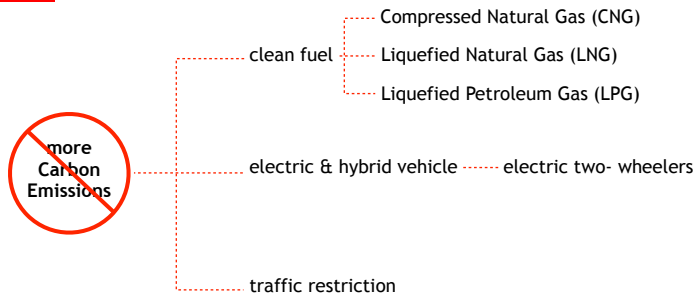 more
Carbon
Emissions
clean fuel
Compressed Natural Gas (CNG)
Liquefied Natural Gas (LNG)
Liquefied Petroleum Gas (LPG)
electric & hybrid vehicle
electric two- wheelers
traffic restriction